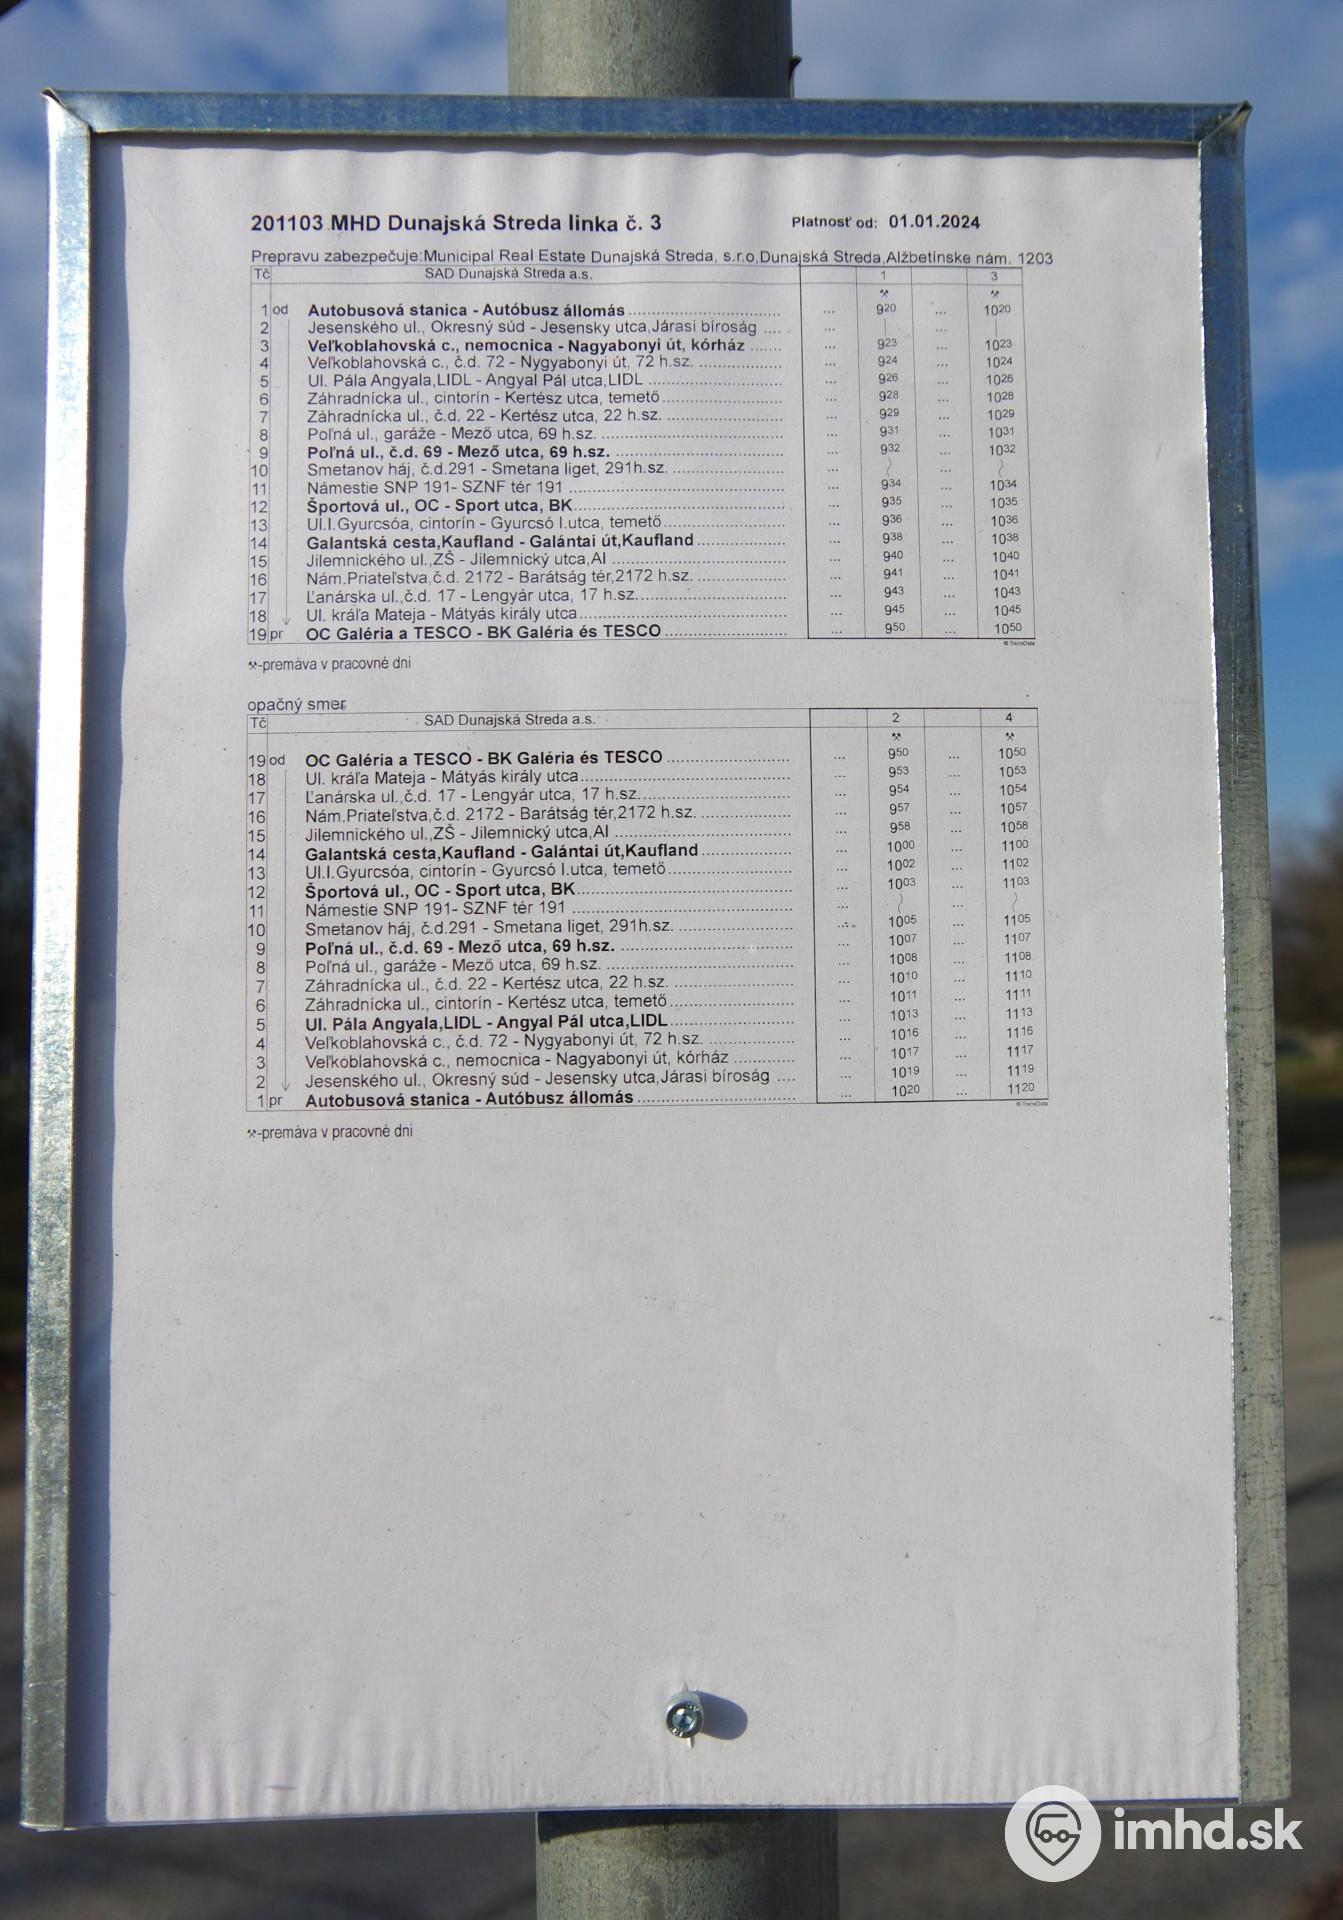 201103 MHD Dunajská Streda linka č. 3 Platnosť od: 01.01.2024
Prepravu zabezpečuje:Municipal Real Estate Dunajská Streda, s.r.o,Dunajská Streda,Alžbetínske nám. 1203
Tč SAD Dunajská Streda a.s. 1 3
⚒ ⚒
1 od Autobusová stanica - Autóbusz állomás ... 920 ... 1020
2 Jesenského ul., Okresný súd - Jesensky utca,Járasi bíroság ... | ... |
3 Veľkoblahovská c., nemocnica - Nagyabonyi út, kórház ... 923 ... 1023
4 Veľkoblahovská c., č.d. 72 - Nygyabonyi út, 72 h.sz. ... 924 ... 1024
5 Ul. Pála Angyala,LIDL - Angyal Pál utca,LIDL ... 926 ... 1026
6 Záhradnícka ul., cintorín - Kertész utca, temető ... 928 ... 1028
7 Záhradnícka ul., č.d. 22 - Kertész utca, 22 h.sz. ... 929 ... 1029
8 Poľná ul., garáže - Mező utca, 69 h.sz. ... 931 ... 1031
9 Poľná ul., č.d. 69 - Mező utca, 69 h.sz. ... 932 ... 1032
10 Smetanov háj, č.d.291 - Smetana liget, 291h.sz. ... ...
11 Námestie SNP 191- SZNF tér 191 ... 934 ... 1034
12 Športová ul., OC - Sport utca, BK ... 935 ... 1035
13 Ul.I.Gyurcsóa, cintorín - Gyurcsó I.utca, temető ... 936 ... 1036
14 Galantská cesta,Kaufland - Galántai út,Kaufland ... 938 ... 1038
15 Jilemnického ul.,ZŠ - Jilemnický utca,AI ... 940 ... 1040
16 Nám.Priateľstva,č.d. 2172 - Barátság tér,2172 h.sz. ... 941 ... 1041
17 Ľanárska ul.,č.d. 17 - Lengyár utca, 17 h.sz. ... 943 ... 1043
18 Ul. kráľa Mateja - Mátyás király utca ... 945 ... 1045
19 pr OC Galéria a TESCO - BK Galéria és TESCO ... 950 ... 1050
© TransData
⚒-premáva v pracovné dni
opačný smer
Tč SAD Dunajská Streda a.s. 2 4
⚒ ⚒
19 od OC Galéria a TESCO - BK Galéria és TESCO ... 950 ... 1050
18 Ul. kráľa Mateja - Mátyás király utca ... 953 ... 1053
17 Ľanárska ul.,č.d. 17 - Lengyár utca, 17 h.sz. ... 954 ... 1054
16 Nám.Priateľstva,č.d. 2172 - Barátság tér,2172 h.sz. ... 957 ... 1057
15 Jilemnického ul.,ZŠ - Jilemnický utca,AI ... 958 ... 1058
14 Galantská cesta,Kaufland - Galántai út,Kaufland ... 1000 ... 1100
13 Ul.I.Gyurcsóa, cintorín - Gyurcsó I.utca, temető ... 1002 ... 1102
12 Športová ul., OC - Sport utca, BK ... 1003 ... 1103
11 Námestie SNP 191- SZNF tér 191 ... ...
10 Smetanov háj, č.d.291 - Smetana liget, 291h.sz. ... 1005 ... 1105
9 Poľná ul., č.d. 69 - Mező utca, 69 h.sz. ... 1007 ... 1107
8 Poľná ul., garáže - Mező utca, 69 h.sz. ... 1008 ... 1108
7 Záhradnícka ul., č.d. 22 - Kertész utca, 22 h.sz. ... 1010 ... 1110
6 Záhradnícka ul., cintorín - Kertész utca, temető ... 1011 ... 1111
5 Ul. Pála Angyala,LIDL - Angyal Pál utca,LIDL ... 1013 ... 1113
4 Veľkoblahovská c., č.d. 72 - Nygyabonyi út, 72 h.sz. ... 1016 ... 1116
3 Veľkoblahovská c., nemocnica - Nagyabonyi út, kórház ... 1017 ... 1117
2 Jesenského ul., Okresný súd - Jesensky utca,Járasi bíroság ... 1019 ... 1119
1 pr Autobusová stanica - Autóbusz állomás ... 1020 ... 1120
© TransData
⚒-premáva v pracovné dni
imhd.sk